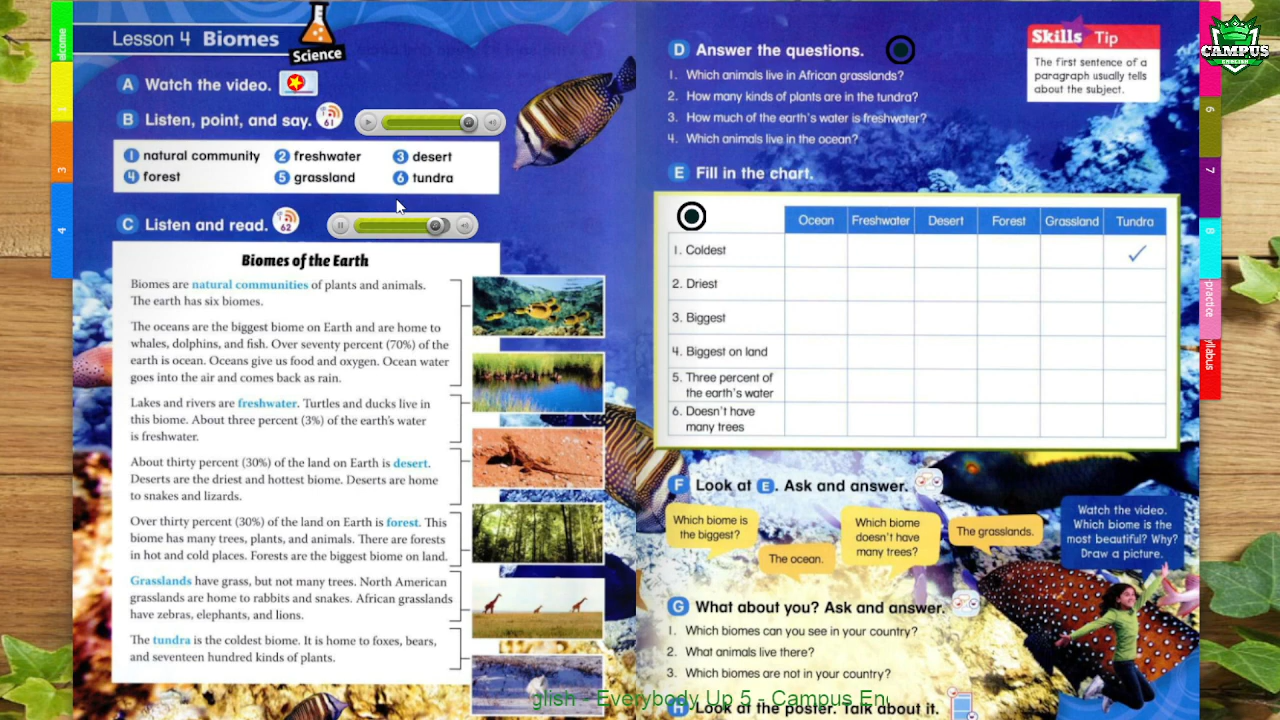 Lesson 4 Biomes
Science
A Watch the video.
B Listen, point, and say.
61
1 natural community 2 freshwater 3 desert
4 forest 5 grassland 6 tundra
C Listen and read.
62
Biomes of the Earth
Biomes are natural communities of plants and animals.
The earth has six biomes.
The oceans are the biggest biome on Earth and are home to
whales, dolphins, and fish. Over seventy percent (70%) of the
earth is ocean. Oceans give us food and oxygen. Ocean water
goes into the air and comes back as rain.
Lakes and rivers are freshwater. Turtles and ducks live in
this biome. About three percent (3%) of the earth's water
is freshwater.
About thirty percent (30%) of the land on Earth is desert.
Deserts are the driest and hottest biome. Deserts are home
to snakes and lizards.
Over thirty percent (30%) of the land on Earth is forest. This
biome has many trees, plants, and animals. There are forests
in hot and cold places. Forests are the biggest biome on land.
Grasslands have grass, but not many trees. North American
grasslands are home to rabbits and snakes. African grasslands
have zebras, elephants, and lions.
The tundra is the coldest biome. It is home to foxes, bears,
and seventeen hundred kinds of plants.
elcome
1
3
4
D Answer the questions.
1. Which animals live in African grasslands?
2. How many kinds of plants are in the tundra?
3. How much of the earth's water is freshwater?
4. Which animals live in the ocean?
Skills Tip
The first sentence of a
paragraph usually tells
about the subject.
E Fill in the chart.
Ocean Freshwater Desert Forest Grassland Tundra
1. Coldest ✓
2. Driest
3. Biggest
4. Biggest on land
5. Three percent of
the earth's water
6. Doesn't have
many trees
F Look at E. Ask and answer.
Which biome is
the biggest?
The ocean.
Which biome
doesn't have
many trees?
The grasslands.
Watch the video.
Which biome is the
most beautiful? Why?
Draw a picture.
G What about you? Ask and answer.
1. Which biomes can you see in your country?
2. What animals live there?
3. Which biomes are not in your country?
H Look at the poster. Talk about it.
glish - Everybody Up 5 - Campus En
CAMPUS
ENGLISH
6
7
8
practice
yllabus